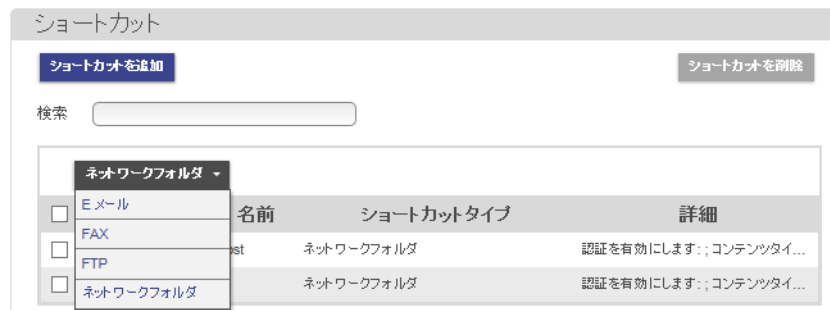 ショートカット
ショートカットを追加 ショートカットを削除
検索
ネットワークフォルダ
Eメール
名前 ショートカットタイプ 詳細
FAX
ost ネットワークフォルダ 認証を有効にします: ; コンテンツタイ...
FTP
ネットワークフォルダ ネットワークフォルダ 認証を有効にします: ; コンテンツタイ...